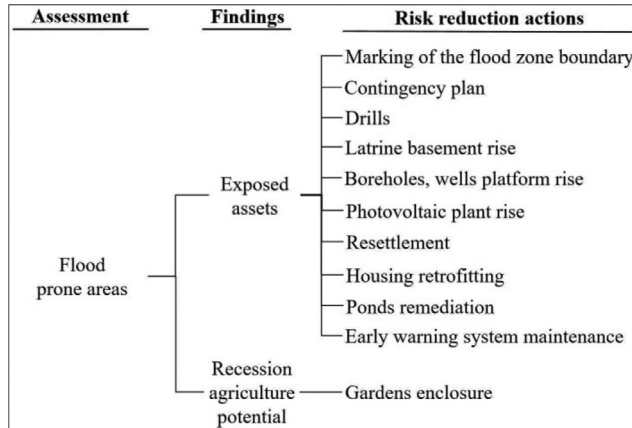 Assessment
Findings
Risk reduction actions
Marking of the flood zone boundary
Contingency plan
Drills
Latrine basement rise
Boreholes, wells platform rise
Photovoltaic plant rise
Resettlement
Housing retrofitting
Ponds remediation
Early warning system maintenance
Exposed
assets
Flood
prone areas
Recession
agriculture
potential
Gardens enclosure